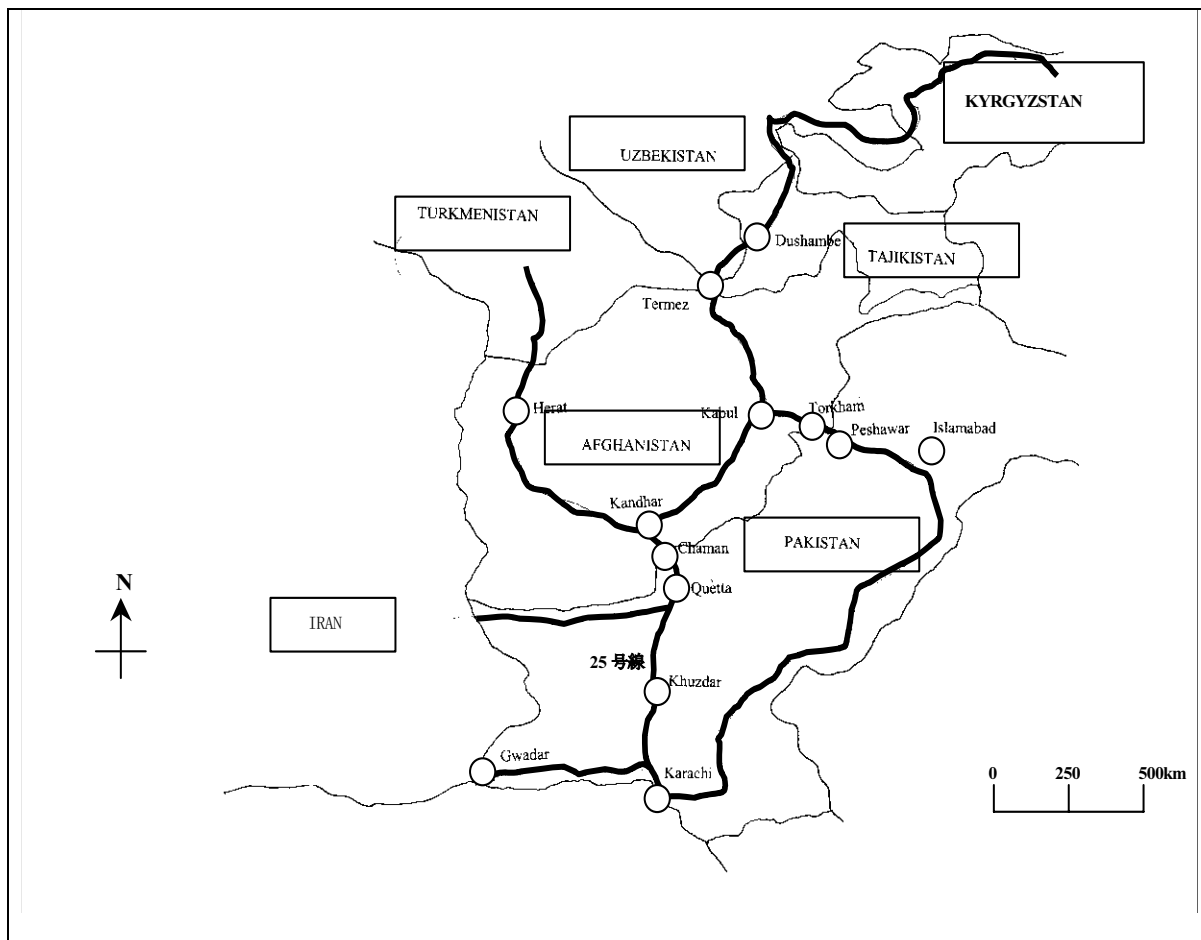 KYRGYZSTAN
UZBEKISTAN
TURKMENISTAN
Dushambe
TAJIKISTAN
Termez
Herat
Kabul
Torkham
Peshawar
Islamabad
AFGHANISTAN
Kandhar
PAKISTAN
Chaman
Quetta
N
IRAN
25 号線
Khuzdar
Gwadar
Karachi
0 250 500km